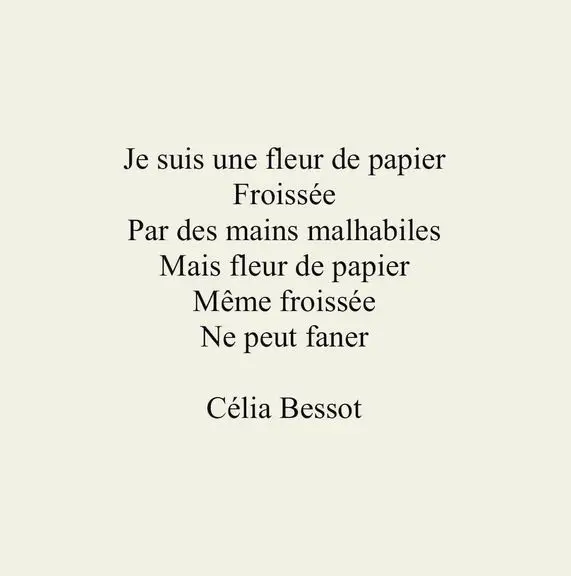 Je suis une fleur de papier
Froissée
Par des mains malhabiles
Mais fleur de papier
Même froissée
Ne peut faner
Célia Bessot